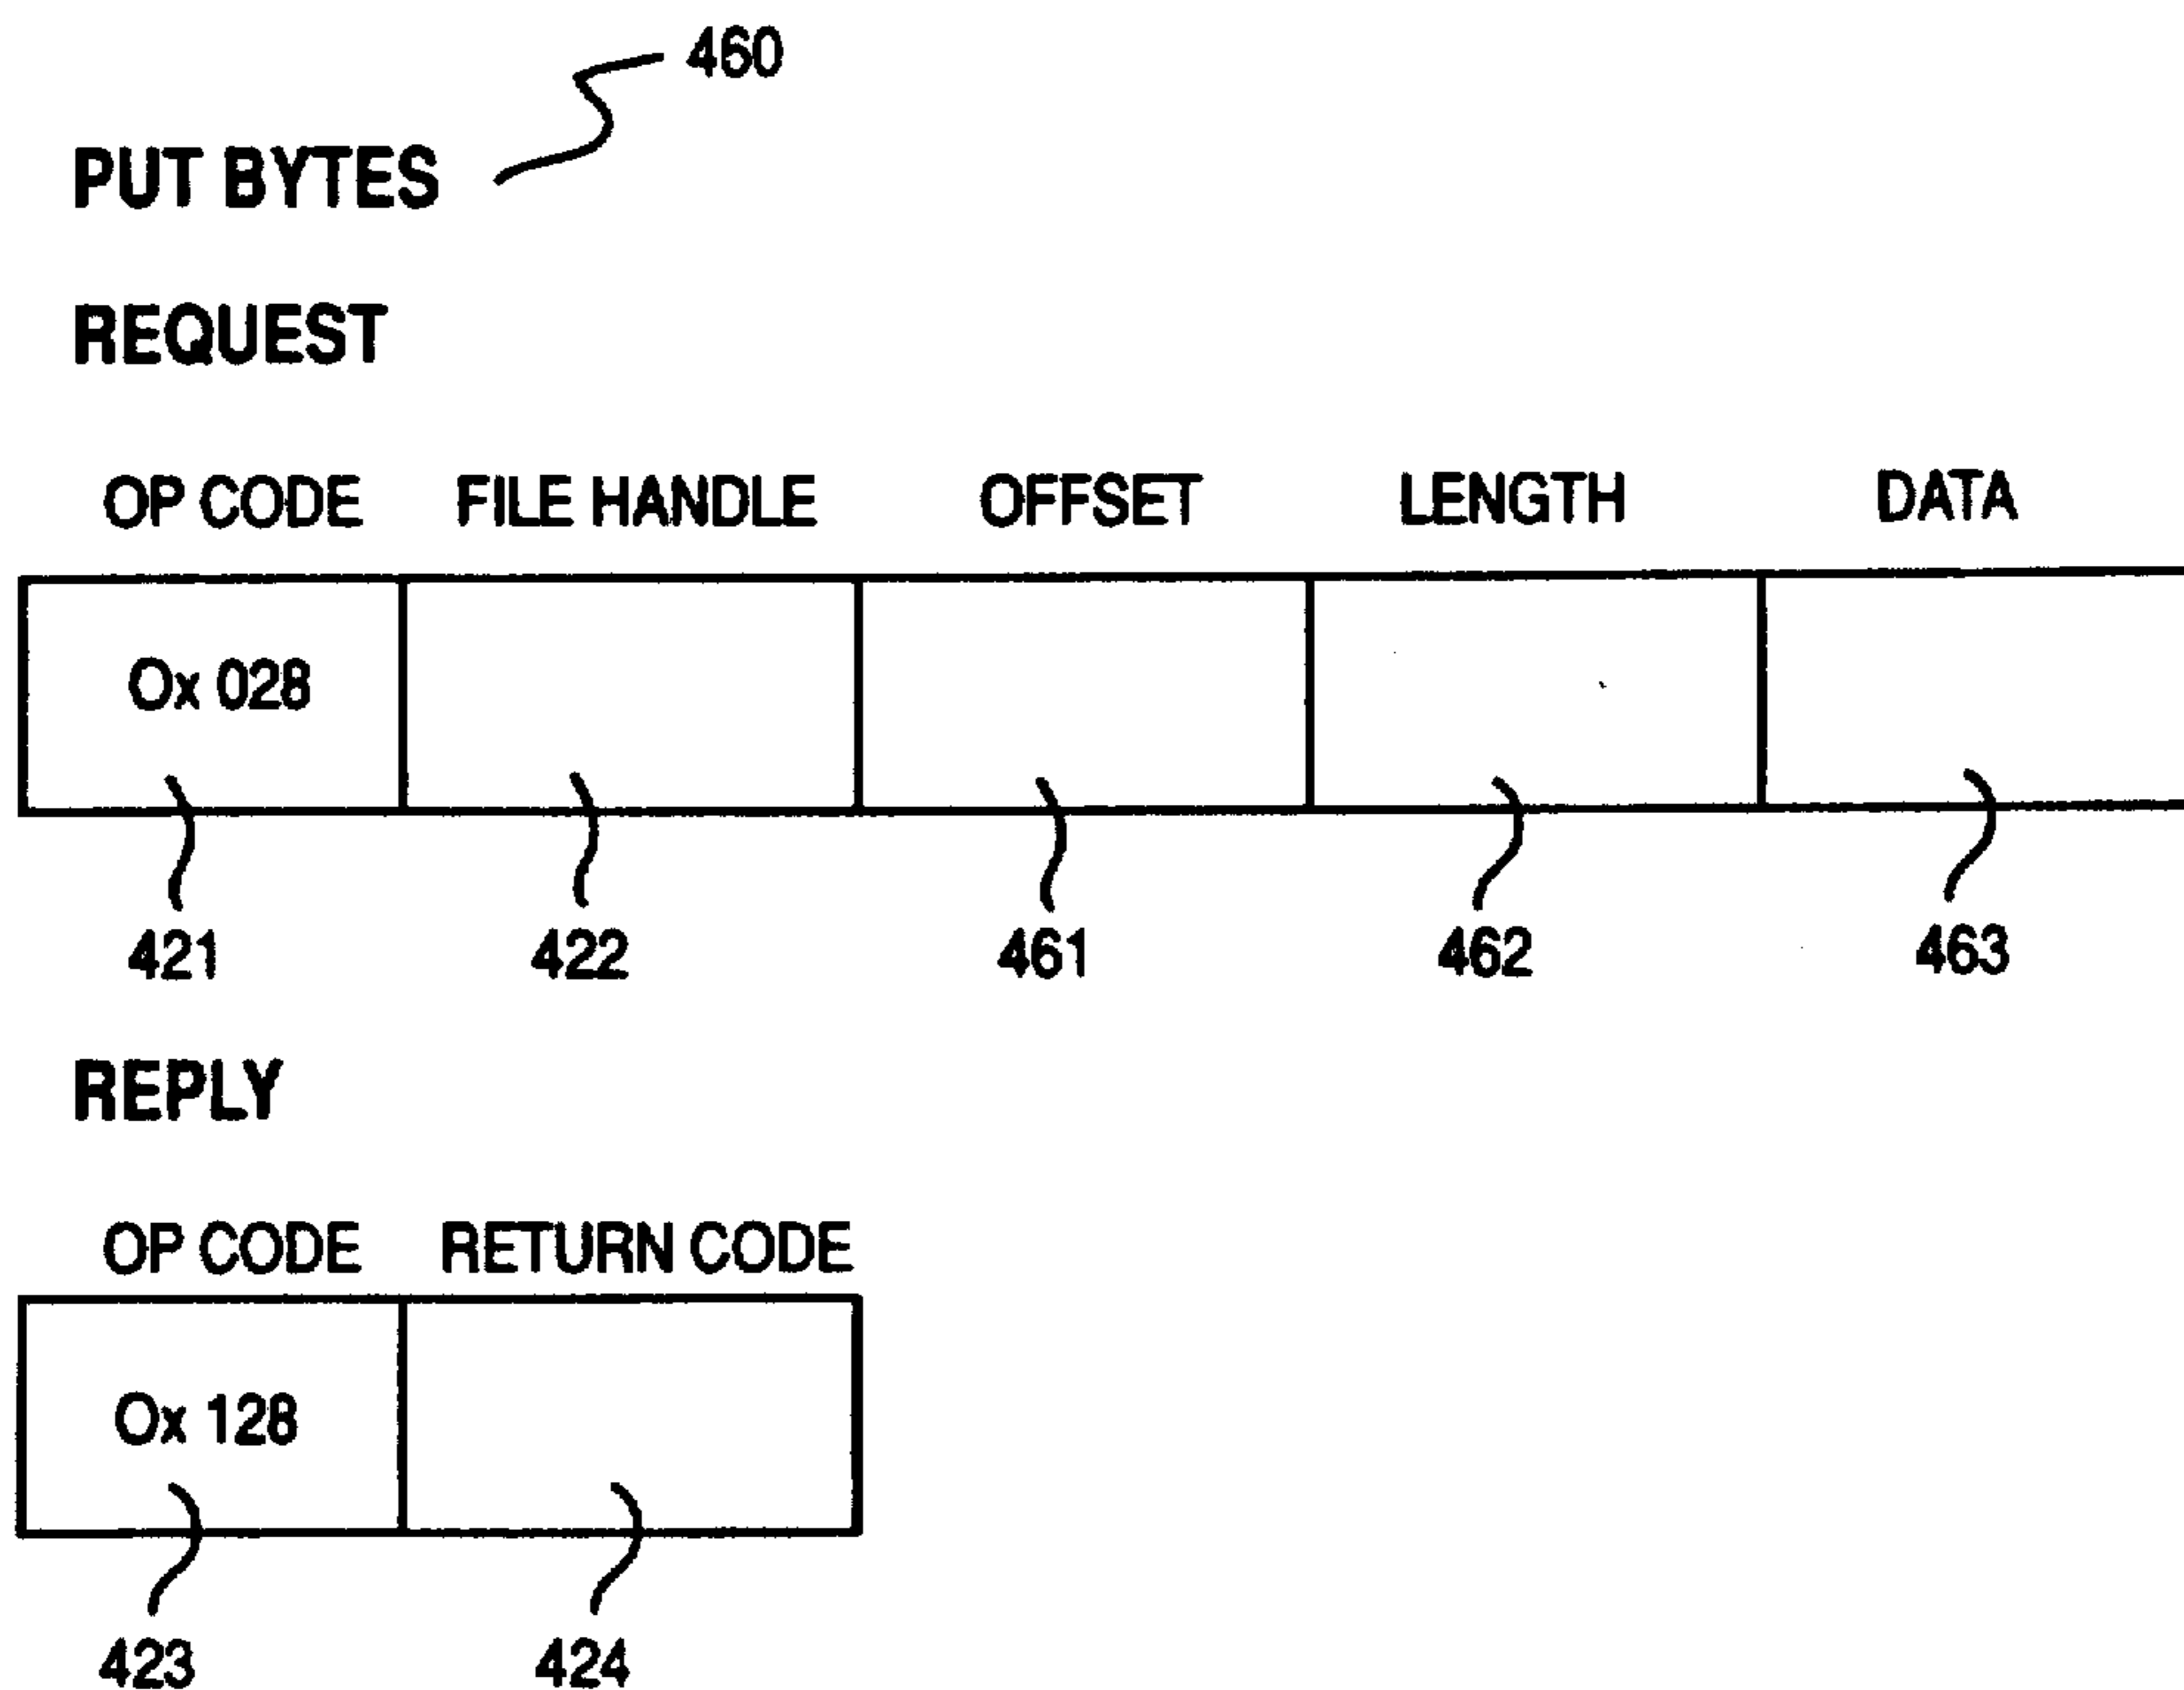 460
PUT BYTES
REQUEST
OP CODE FILE HANDLE OFFSET LENGTH DATA
Ox 028
421 422 461 462 463
REPLY
OP CODE RETURN CODE
Ox 128
423 424